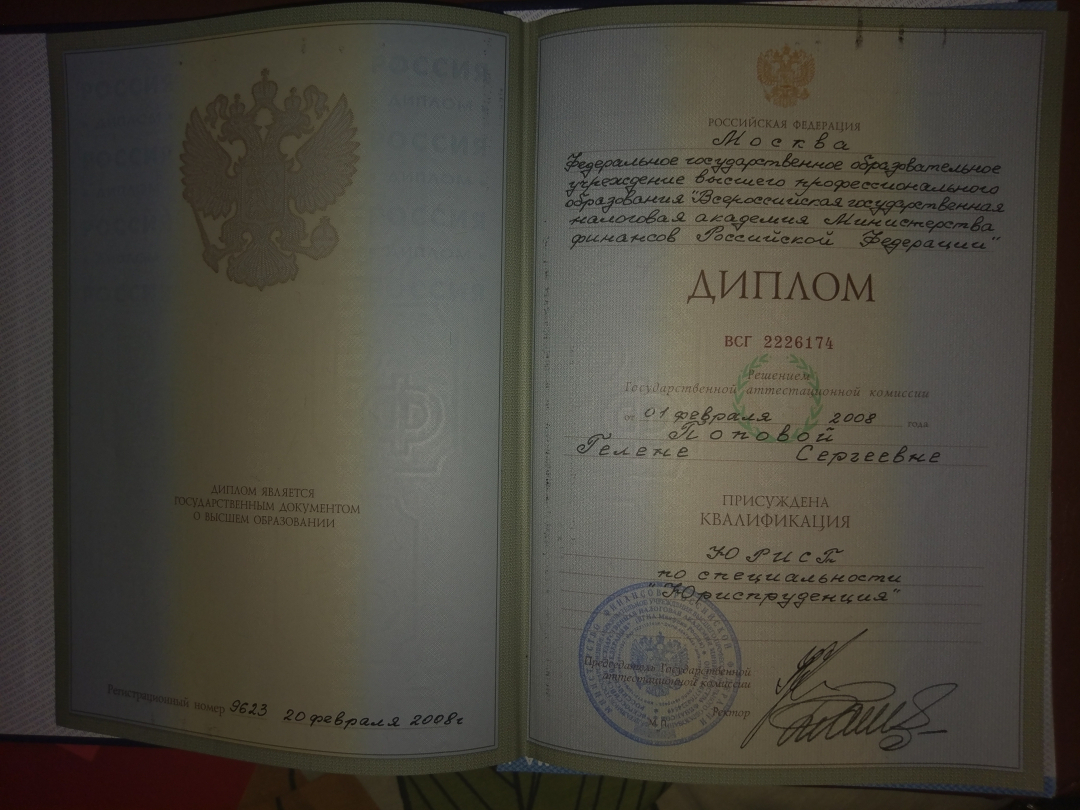 ДИПЛОМ ЯВЛЯЕТСЯ
ГОСУДАРСТВЕННЫМ ДОКУМЕНТОМ
О ВЫСШЕМ ОБРАЗОВАНИИ
Регистрационный номер 9623 20 февраля 2008г
РОССИЙСКАЯ ФЕДЕРАЦИЯ
Москва
Федеральное государственное образовательное
учреждение высшего профессионального
образования "Всероссийская государственная
налоговая академия Министерства
финансов Российской Федерации"
ДИПЛОМ
ВСГ 2226174
Решением
Государственной аттестационной комиссии
от 01 февраля 2008 года
Поповой
Гелене Сергеевне
ПРИСУЖДЕНА
КВАЛИФИКАЦИЯ
ЮРИСТ
по специальности
"Юриспруденция"
Председатель Государственной
аттестационной комиссии
Ректор